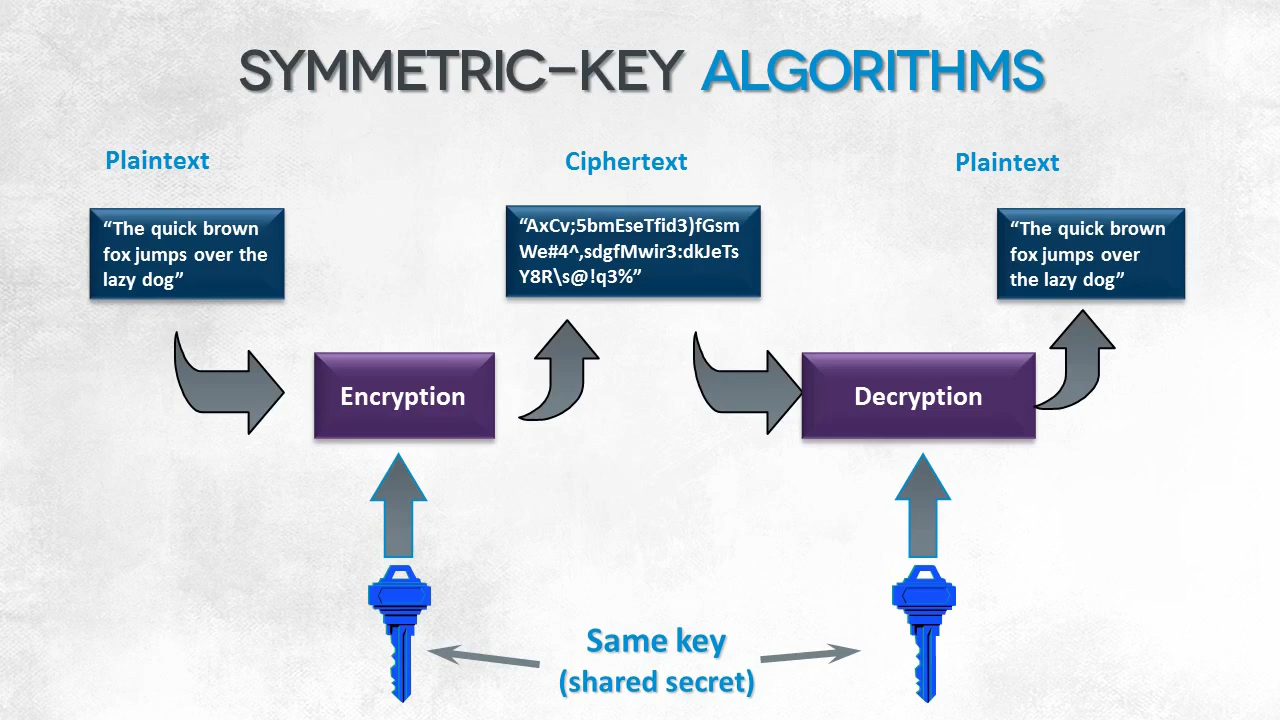 SYMMETRIC-KEY ALGORITHMS
Plaintext
Ciphertext
Plaintext
“The quick brown
fox jumps over the
lazy dog”
“AxCv;5bmEseTfid3)fGsm
We#4^,sdgfMwir3:dkJeTs
Y8R\s@!q3%”
“The quick brown
fox jumps over
the lazy dog”
Encryption
Decryption
Same key
(shared secret)